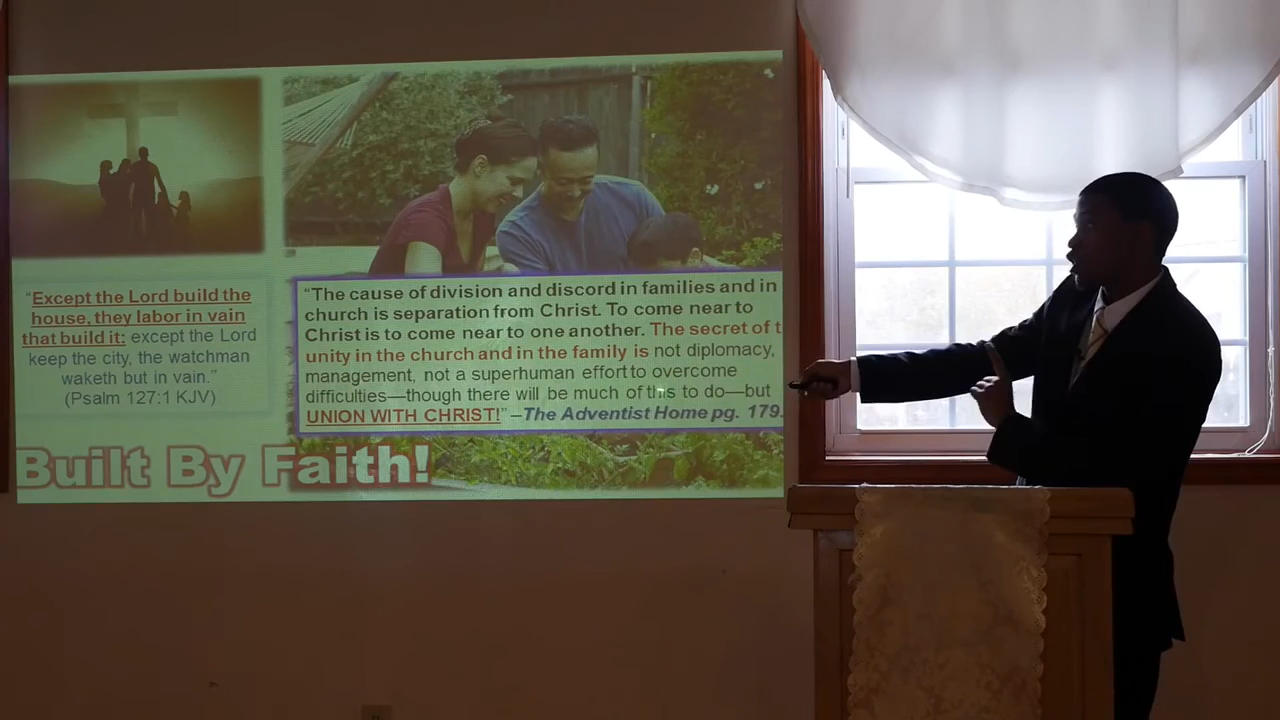 “Except the Lord build the
house, they labor in vain
that build it: except the Lord
keep the city, the watchman
waketh but in vain.”
(Psalm 127:1 KJV)
“The cause of division and discord in families and in
church is separation from Christ. To come near to
Christ is to come near to one another. The secret of t
unity in the church and in the family is not diplomacy,
management, not a superhuman effort to overcome
difficulties—though there will be much of this to do—but
UNION WITH CHRIST!” –The Adventist Home pg. 179.
Built By Faith!